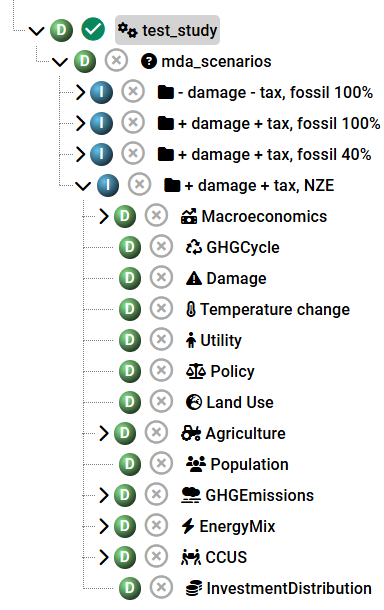 D test_study
D mda_scenarios
I - damage - tax, fossil 100%
I + damage + tax, fossil 100%
I + damage + tax, fossil 40%
I + damage + tax, NZE
D Macroeconomics
D GHGCycle
D Damage
D Temperature change
D Utility
D Policy
D Land Use
D Agriculture
D Population
D GHGEmissions
D EnergyMix
D CCUS
D InvestmentDistribution